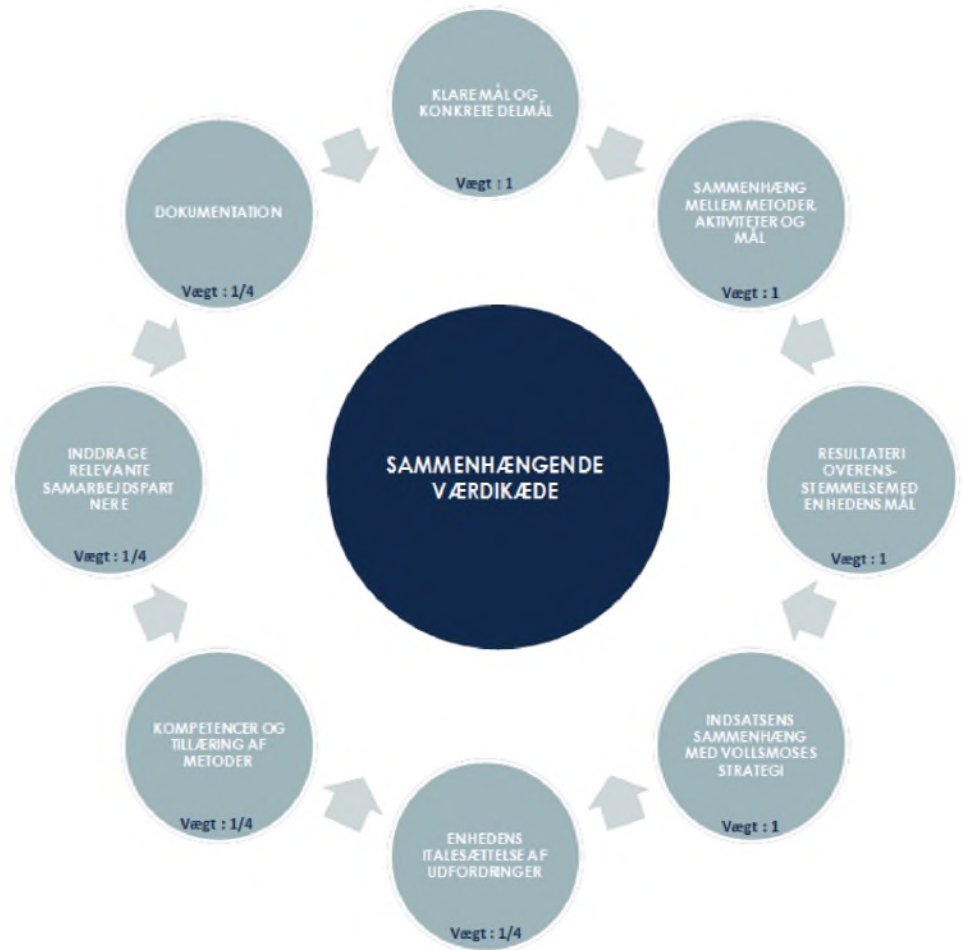 KLARE MÅL OG
KONKRETE DELMÅL
Vægt : 1
SAMMENHÆNG
MELLEM METODER,
AKTIVITETER OG
MÅL
Vægt : 1
RESULTATER I
OVERENS-
STEMMELSE MED
ENHEDENS MÅL
Vægt : 1
INDSATSENS
SAMMENHÆNG
MED VOLLSMOSES
STRATEGI
Vægt : 1
ENHEDENS
ITALESÆTTELSE AF
UDFORDRINGER
Vægt : 1/4
KOMPETENCER OG
TILLÆRING AF
METODER
Vægt : 1/4
INDDRAGE
RELEVANTE
SAMARBEJDSPART
NERE
Vægt : 1/4
DOKUMENTATION
Vægt : 1/4
SAMMENHÆNGENDE
VÆRDIKÆDE